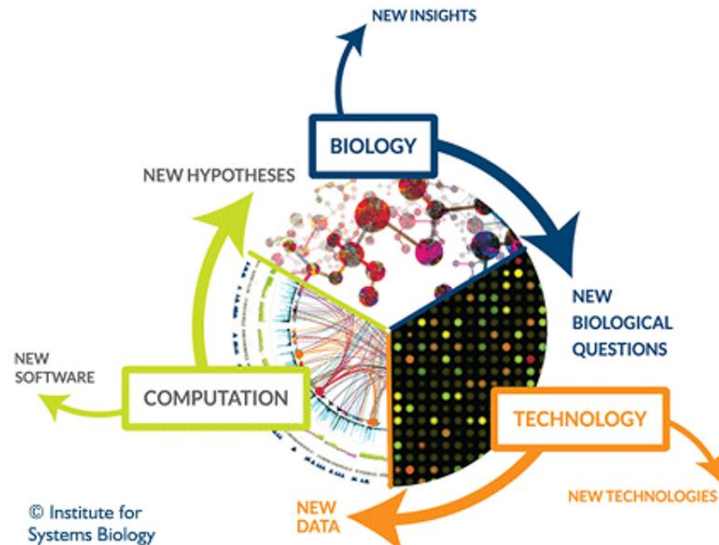 NEW INSIGHTS
BIOLOGY
NEW HYPOTHESES
NEW
BIOLOGICAL
QUESTIONS
NEW
SOFTWARE
COMPUTATION
TECHNOLOGY
NEW
DATA
NEW TECHNOLOGIES
© Institute for
Systems Biology